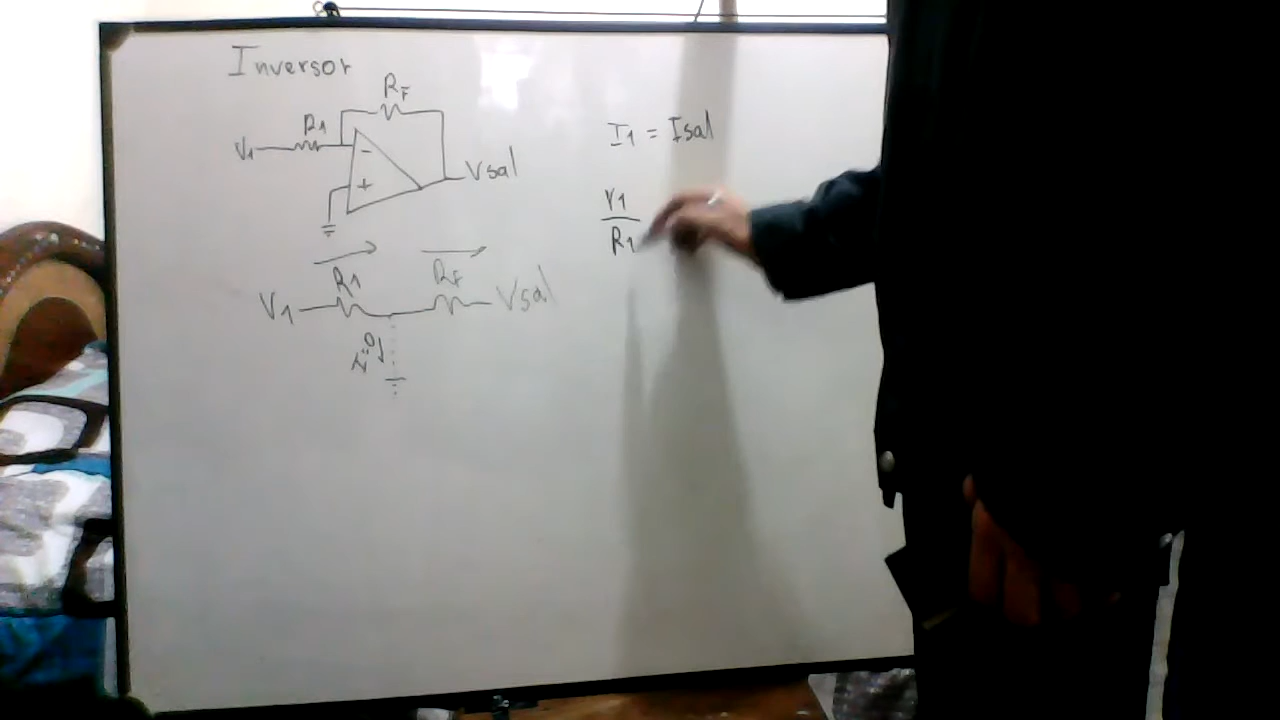 Inversor
RF
R1
V1
-
+
Vsal
R1 RF
V1 Vsal
I1 = Isal
V1
R1